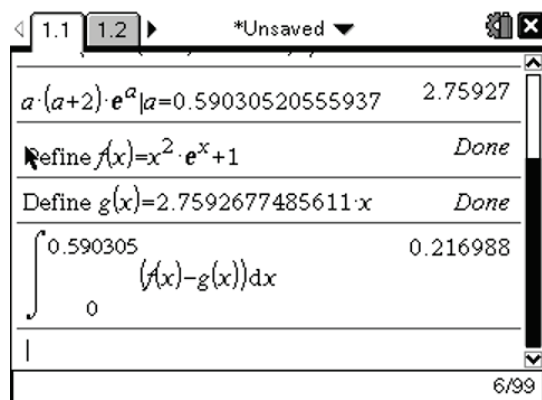 1.1 1.2 *Unsaved
a·(a+2)·e^a|a=0.59030520555937 2.75927
Define f(x)=x²·e^x+1 Done
Define g(x)=2.7592677485611·x Done
∫ 0.590305 0 (f(x)-g(x))dx 0.216988
6/99